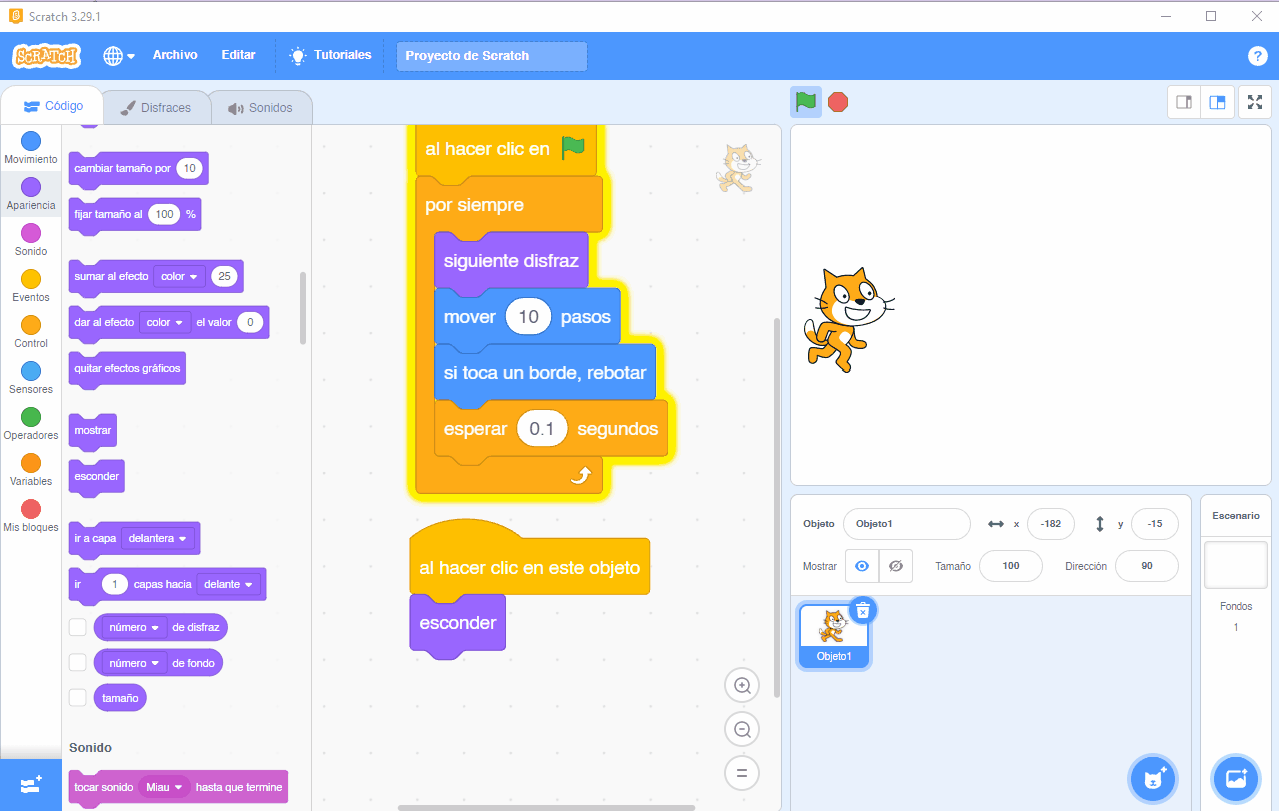 Scratch 3.29.1
SCRATCH
Archivo
Editar
Tutoriales
Proyecto de Scratch
?
Código
Disfraces
Sonidos
Movimiento
Apariencia
Sonido
Eventos
Control
Sensores
Operadores
Variables
Mis bloques
cambiar tamaño por 10
fijar tamaño al 100 %
sumar al efecto color 25
dar al efecto color el valor 0
quitar efectos gráficos
mostrar
esconder
ir a capa delantera
ir 1 capas hacia delante
número de disfraz
número de fondo
tamaño
Sonido
tocar sonido Miau hasta que termine
al hacer clic en
por siempre
siguiente disfraz
mover 10 pasos
si toca un borde, rebotar
esperar 0.1 segundos
al hacer clic en este objeto
esconder
Objeto Objeto1 x -182 y -15
Mostrar Tamaño 100 Dirección 90
Objeto1
Escenario
Fondos
1